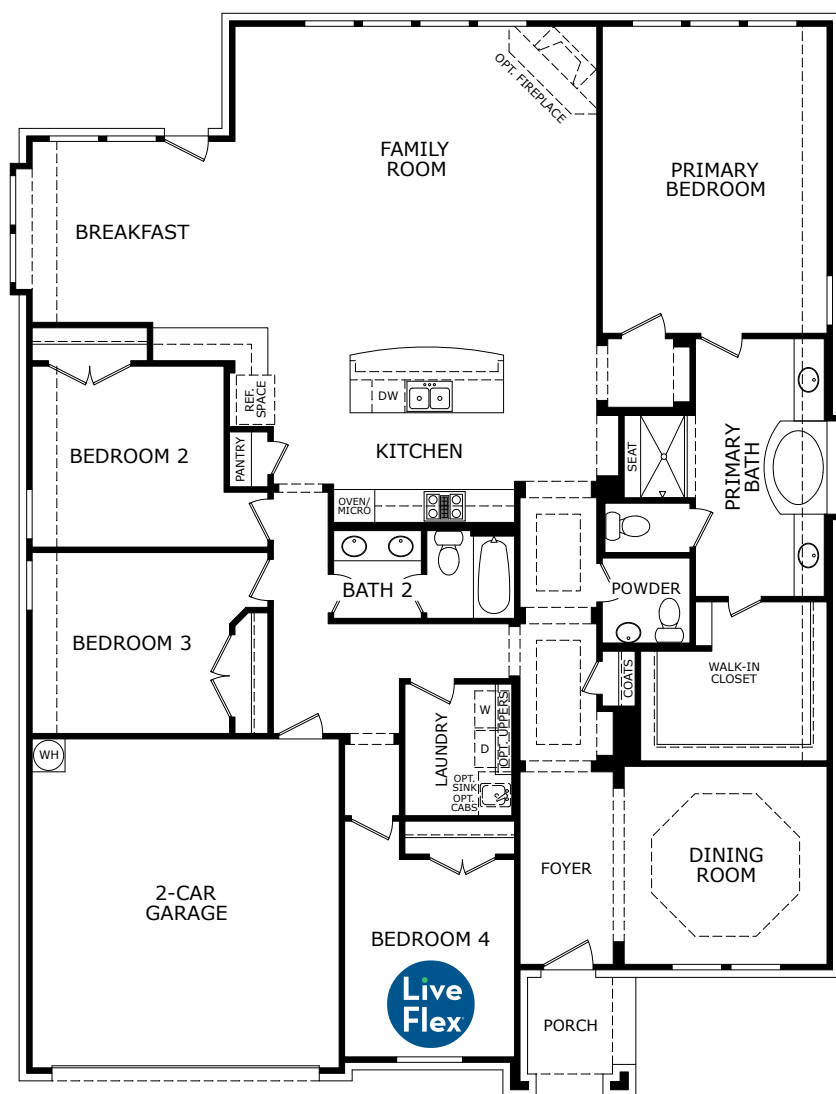 OPT. FIREPLACE
FAMILY
ROOM
PRIMARY
BEDROOM
BREAKFAST
REF.
SPACE
DW
PANTRY
KITCHEN
SEAT
PRIMARY
BATH
BEDROOM 2
OVEN/
MICRO
BATH 2
POWDER
BEDROOM 3
COATS
WALK-IN
CLOSET
WH
LAUNDRY
W
D
OPT. UPPERS
OPT.
SINK
OPT.
CABS
2-CAR
GARAGE
FOYER
DINING
ROOM
BEDROOM 4
Live
Flex
PORCH